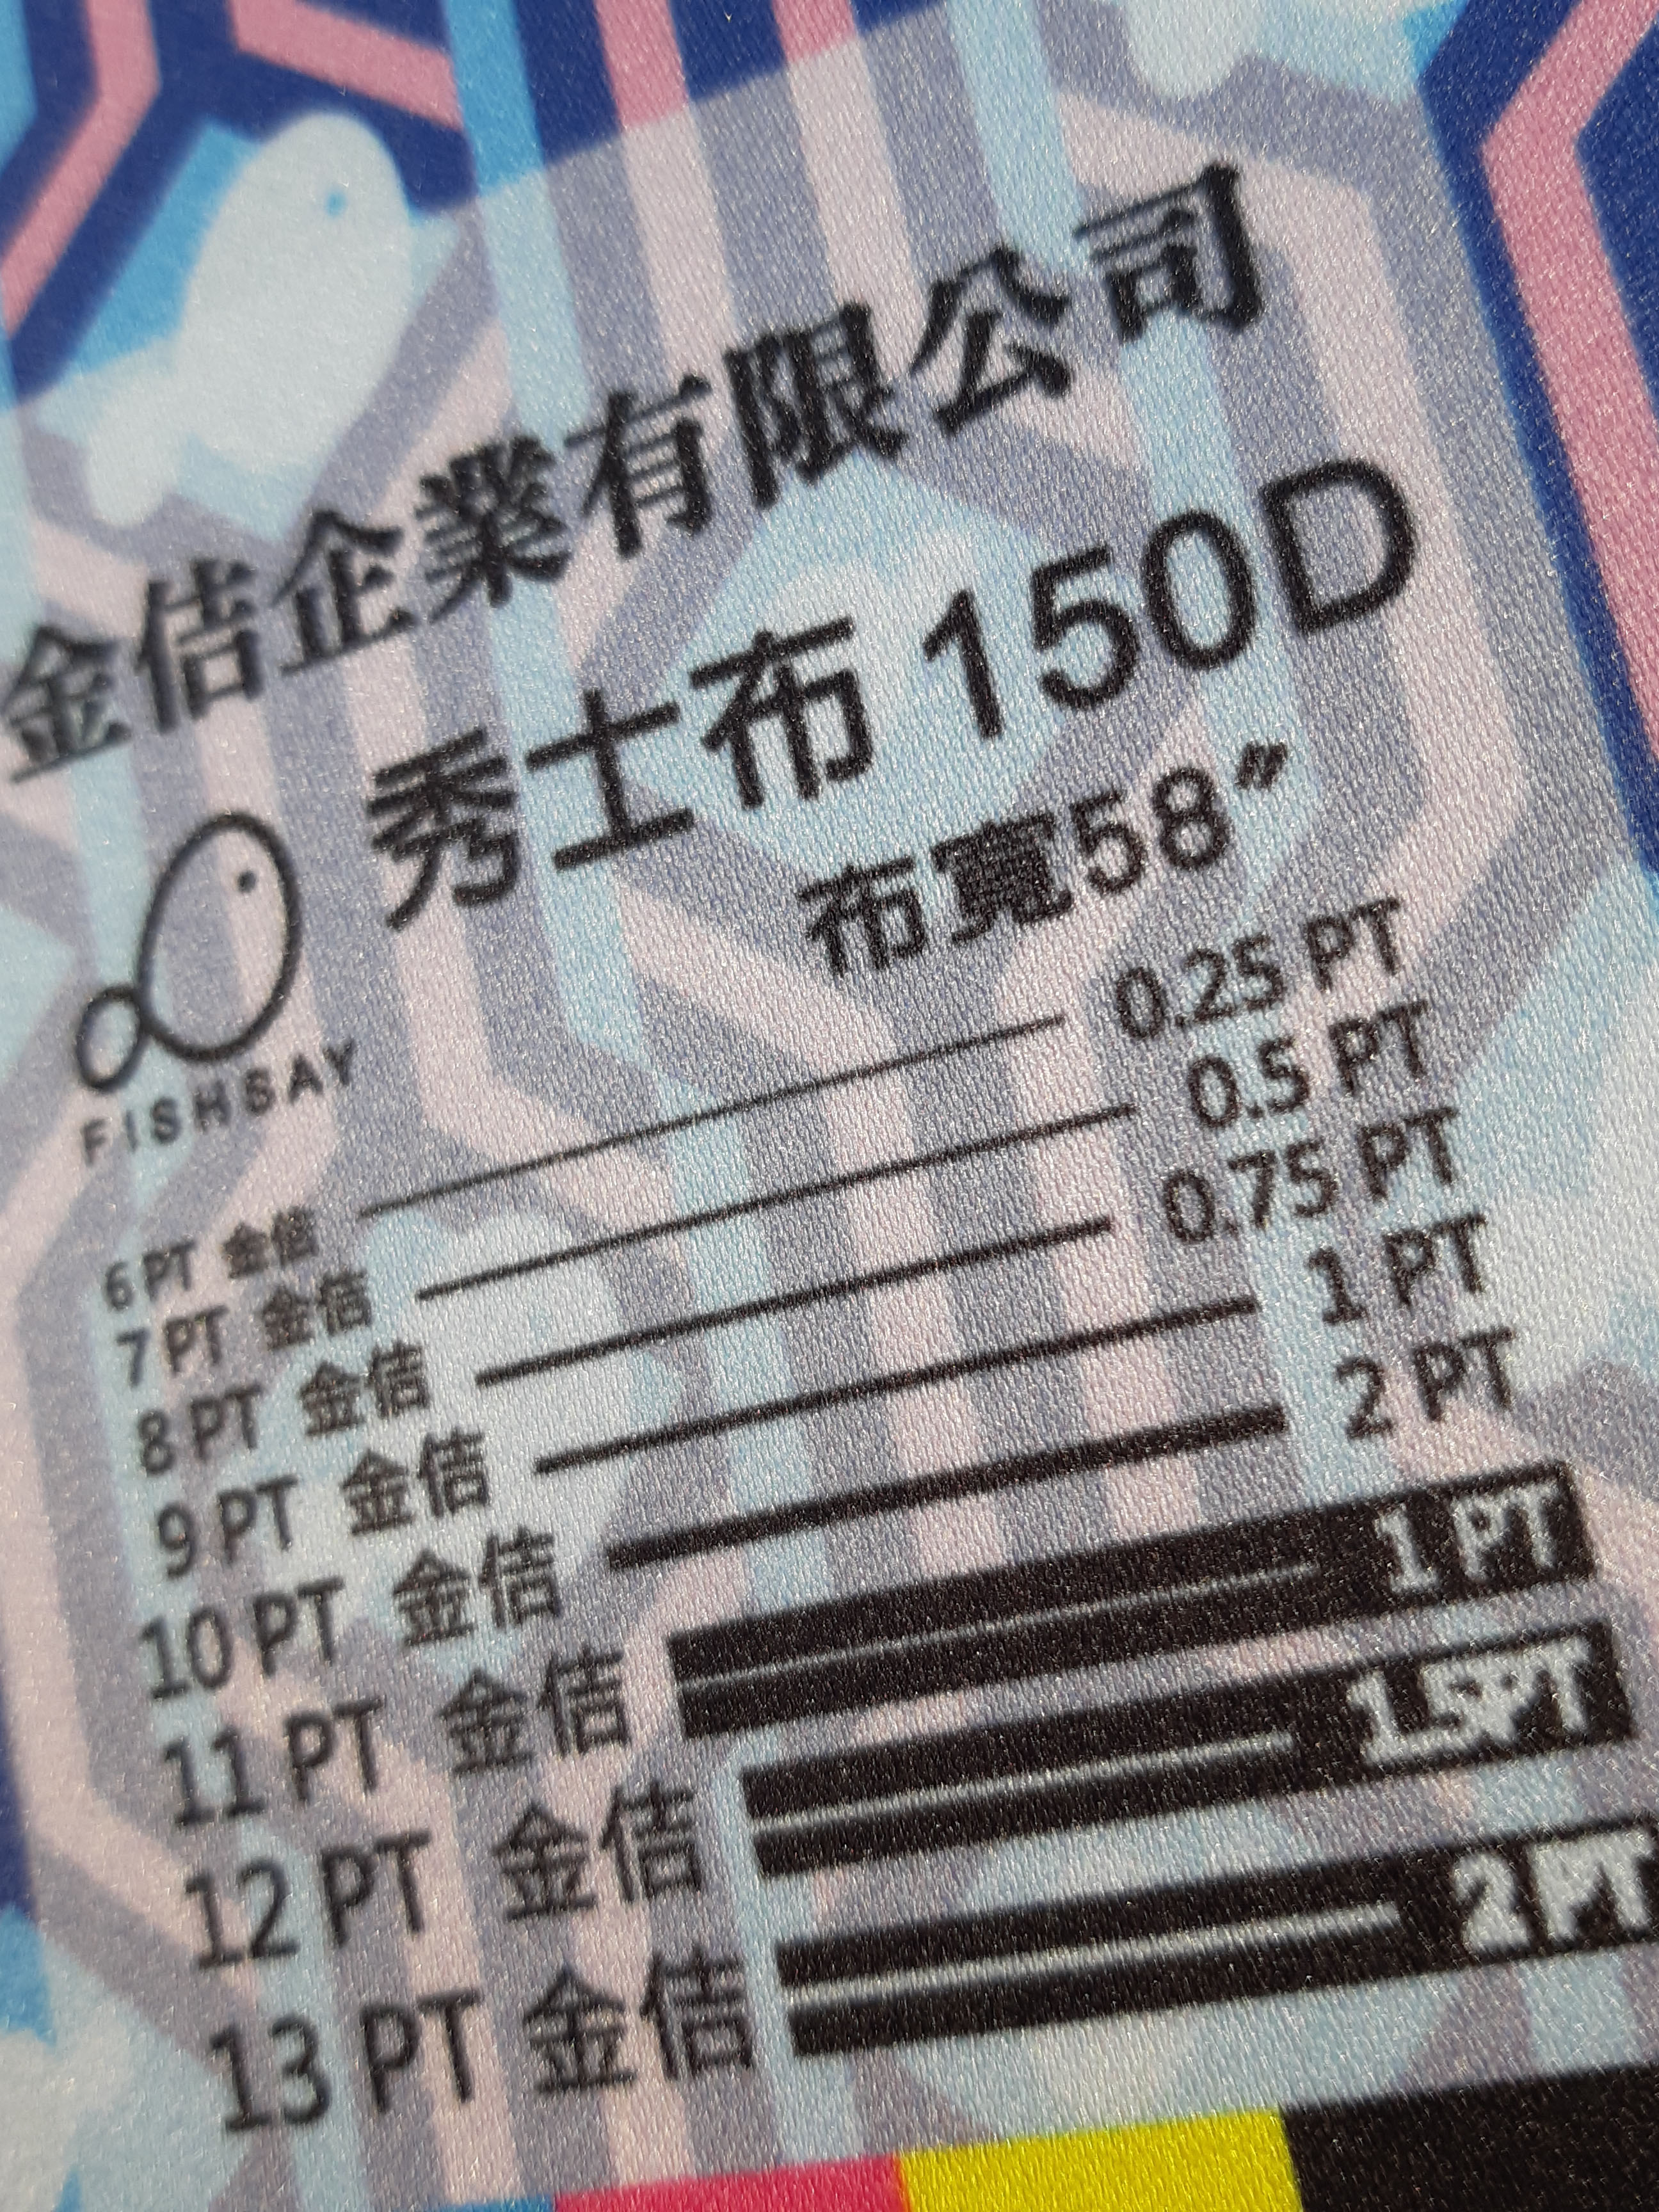 金佶企業有限公司
秀士布 150D
布寬58"
FISHSAY
0.25 PT
0.5 PT
0.75 PT
1 PT
2 PT
1 PT
1.5PT
2 PT
6 PT 金佶
7 PT 金佶
8 PT 金佶
9 PT 金佶
10 PT 金佶
11 PT 金佶
12 PT 金佶
13 PT 金佶